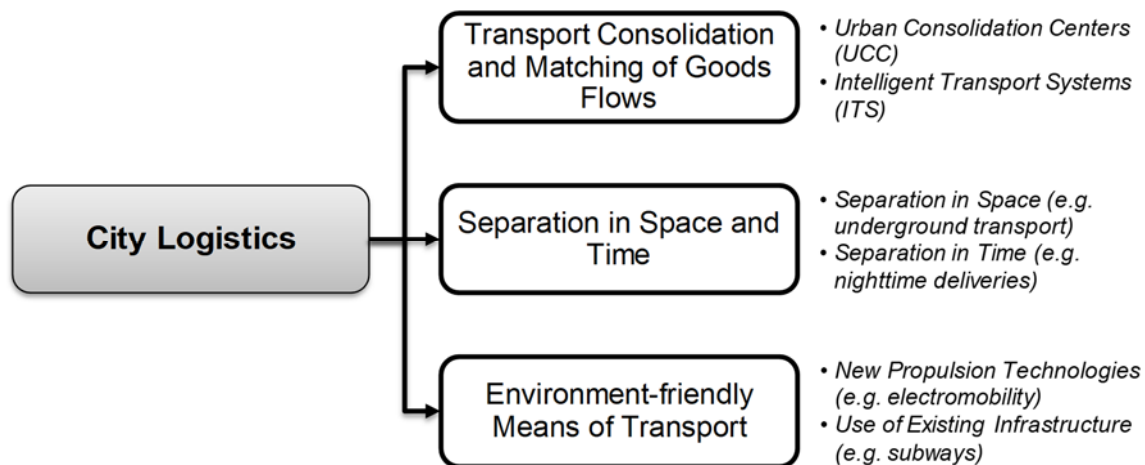 City Logistics
Transport Consolidation
and Matching of Goods
Flows
• Urban Consolidation Centers
(UCC)
• Intelligent Transport Systems
(ITS)
Separation in Space and
Time
• Separation in Space (e.g.
underground transport)
• Separation in Time (e.g.
nighttime deliveries)
Environment-friendly
Means of Transport
• New Propulsion Technologies
(e.g. electromobility)
• Use of Existing Infrastructure
(e.g. subways)